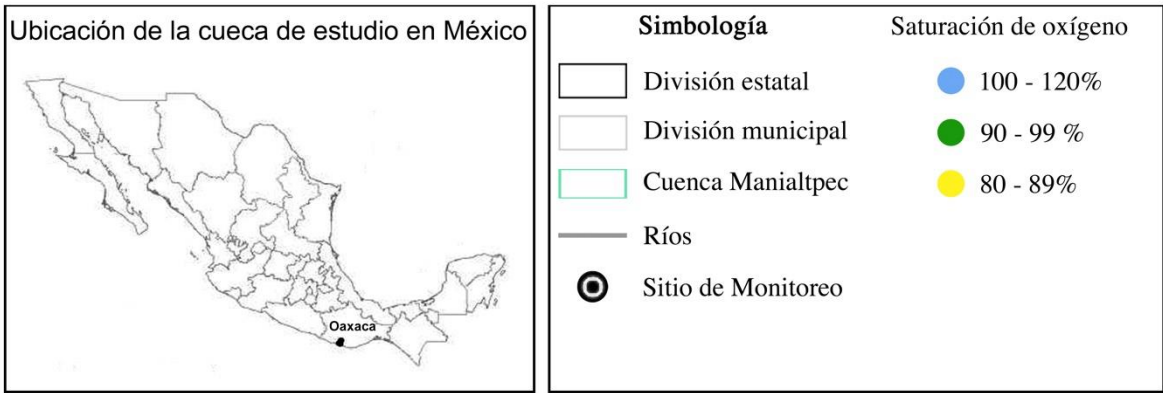 Ubicación de la cueca de estudio en México
Oaxaca
Simbología
División estatal
División municipal
Cuenca Manialtpec
Ríos
Sitio de Monitoreo
Saturación de oxígeno
100 - 120%
90 - 99 %
80 - 89%